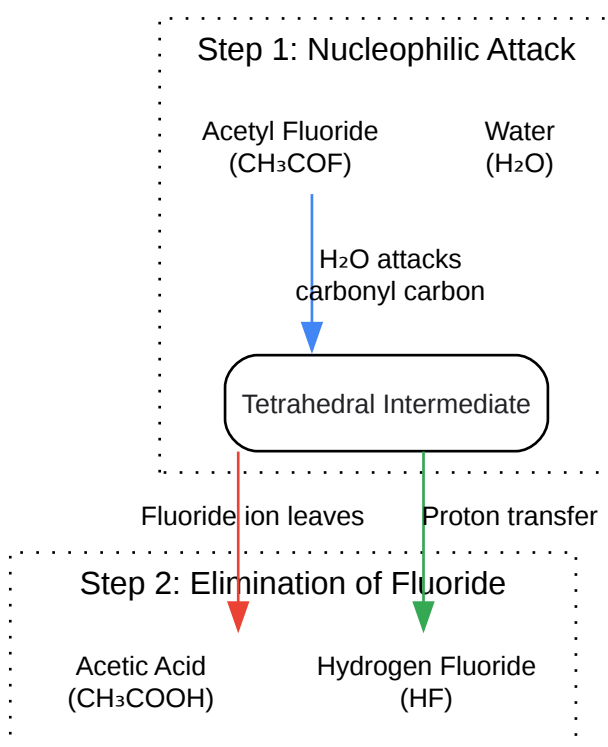 Step 1: Nucleophilic Attack
Acetyl Fluoride
(CH₃COF)
Water
(H₂O)
H₂O attacks
carbonyl carbon
Tetrahedral Intermediate
Fluoride ion leaves
Proton transfer
Step 2: Elimination of Fluoride
Acetic Acid
(CH₃COOH)
Hydrogen Fluoride
(HF)